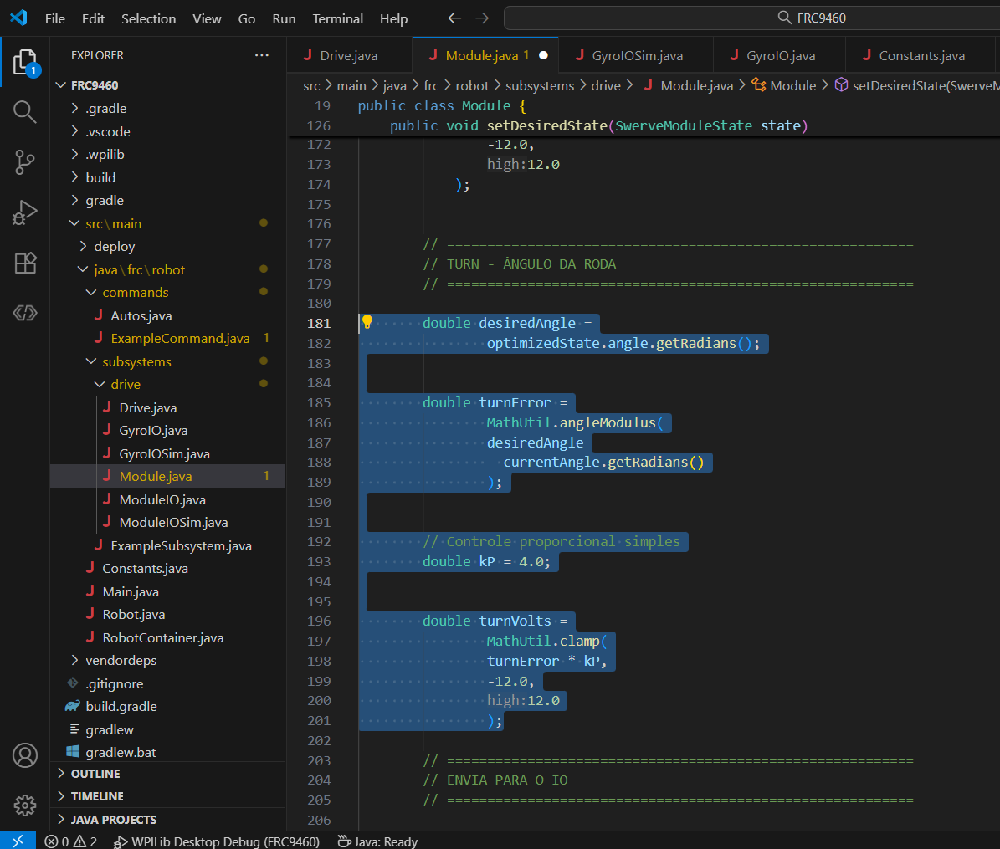 File Edit Selection View Go Run Terminal Help
FRC9460
EXPLORER
1
FRC9460
.gradle
.vscode
.wpilib
build
gradle
src\main
deploy
java\frc\robot
commands
Autos.java
ExampleCommand.java 1
subsystems
drive
Drive.java
GyroIO.java
GyroIOSim.java
Module.java 1
ModuleIO.java
ModuleIOSim.java
ExampleSubsystem.java
Constants.java
Main.java
Robot.java
RobotContainer.java
vendordeps
.gitignore
build.gradle
gradlew
gradlew.bat
OUTLINE
TIMELINE
JAVA PROJECTS
Drive.java Module.java 1 GyroIOSim.java GyroIO.java Constants.java
src > main > java > frc > robot > subsystems > drive > Module.java > Module > setDesiredState(SwerveM
19 public class Module {
126 public void setDesiredState(SwerveModuleState state)
172 -12.0,
173 high:12.0
174 );
175
176
177 // ==========================================================
178 // TURN - ÂNGULO DA RODA
179 // ==========================================================
180
181 double desiredAngle =
182 optimizedState.angle.getRadians();
183
184
185 double turnError =
186 MathUtil.angleModulus(
187 desiredAngle
188 - currentAngle.getRadians()
189 );
190
191
192 // Controle proporcional simples
193 double kP = 4.0;
194
195
196 double turnVolts =
197 MathUtil.clamp(
198 turnError * kP,
199 -12.0,
200 high:12.0
201 );
202
203 // ==========================================================
204 // ENVIA PARA O IO
205 // ==========================================================
206
0 2 WPILib Desktop Debug (FRC9460) Java: Ready